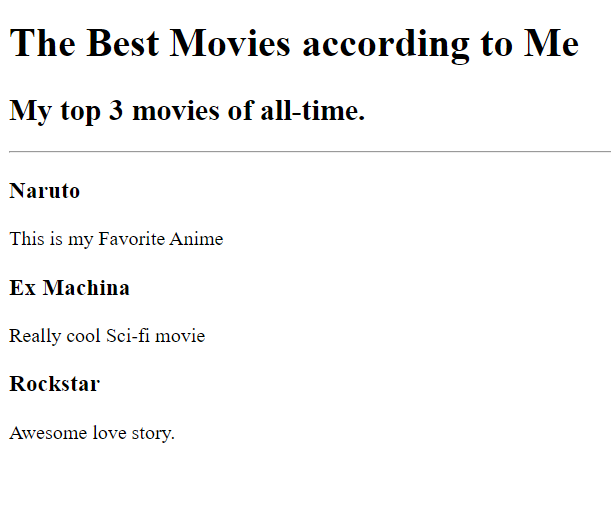 The Best Movies according to Me
My top 3 movies of all-time.
Naruto
This is my Favorite Anime
Ex Machina
Really cool Sci-fi movie
Rockstar
Awesome love story.